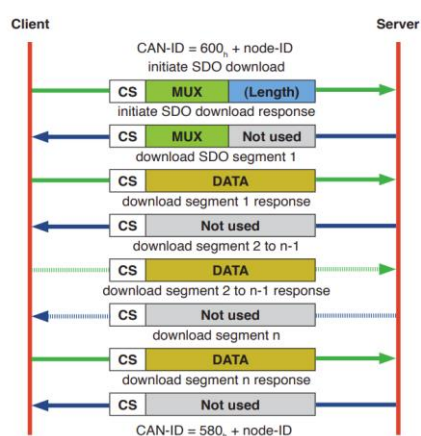 Client Server
CAN-ID = 600h + node-ID
initiate SDO download
CS MUX (Length)
initiate SDO download response
CS MUX Not used
download SDO segment 1
CS DATA
download segment 1 response
CS Not used
download segment 2 to n-1
CS DATA
download segment 2 to n-1 response
CS Not used
download segment n
CS DATA
download segment n response
CS Not used
CAN-ID = 580h + node-ID